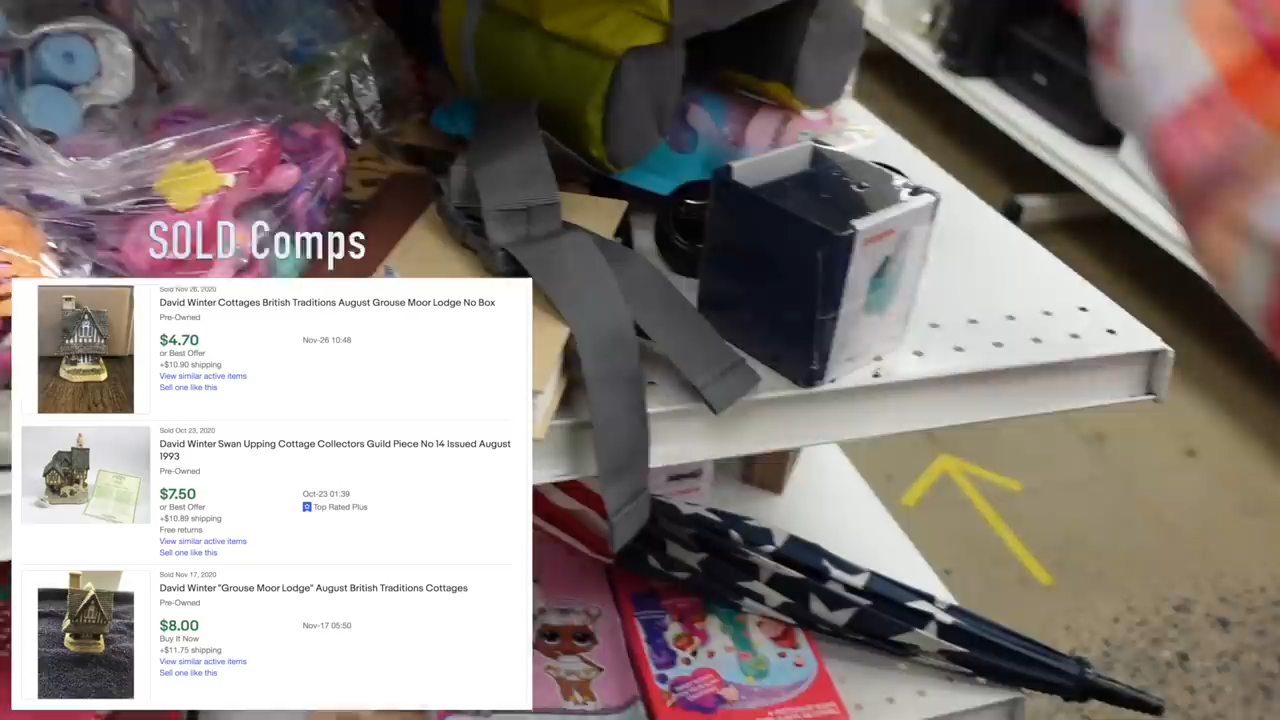 SOLD Comps
Sold Nov 26, 2020
David Winter Cottages British Traditions August Grouse Moor Lodge No Box
Pre-Owned
$4.70
Nov-26 10:48
or Best Offer
+$10.90 shipping
View similar active items
Sell one like this
Sold Oct 23, 2020
David Winter Swan Upping Cottage Collectors Guild Piece No 14 Issued August
1993
Pre-Owned
$7.50
Oct-23 01:39
or Best Offer
Top Rated Plus
+$10.89 shipping
Free returns
View similar active items
Sell one like this
Sold Nov 17, 2020
David Winter "Grouse Moor Lodge" August British Traditions Cottages
Pre-Owned
$8.00
Nov-17 05:50
Buy It Now
+$11.75 shipping
View similar active items
Sell one like this